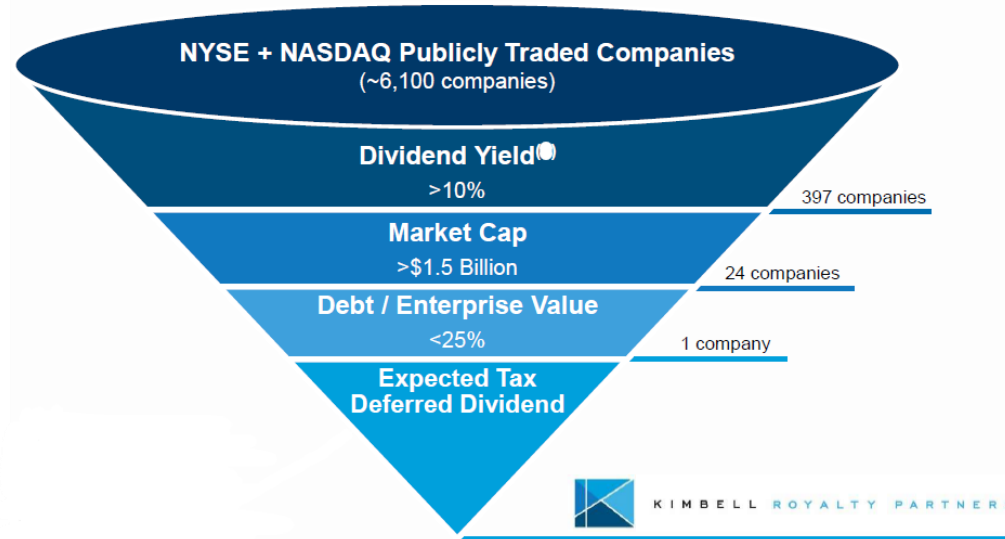 NYSE + NASDAQ Publicly Traded Companies
(~6,100 companies)
Dividend Yield
>10%
397 companies
Market Cap
>$1.5 Billion
24 companies
Debt / Enterprise Value
<25%
1 company
Expected Tax
Deferred Dividend
KIMBELL ROYALTY PARTNER